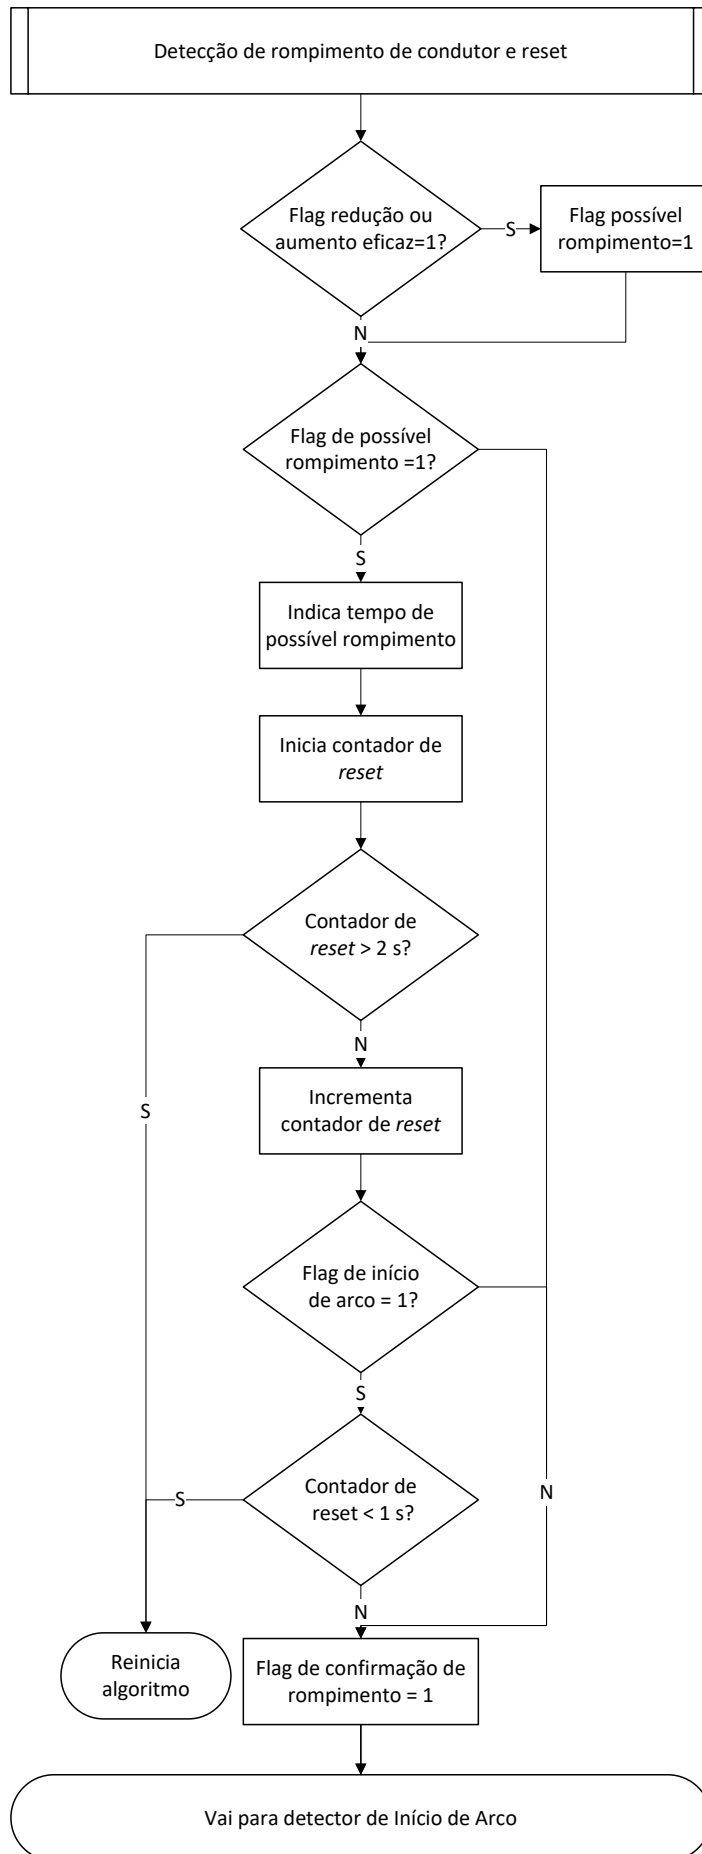 Detecção de rompimento de condutor e reset
Flag redução ou
aumento eficaz=1?
S
Flag possível
rompimento=1
N
Flag de possível
rompimento =1?
S
Indica tempo de
possível rompimento
Inicia contador de
reset
Contador de
reset > 2 s?
N
Incrementa
contador de reset
S
Flag de início
de arco = 1?
S
Contador de
reset < 1 s?
S
N
N
Reinicia
algoritmo
Flag de confirmação de
rompimento = 1
Vai para detector de Início de Arco